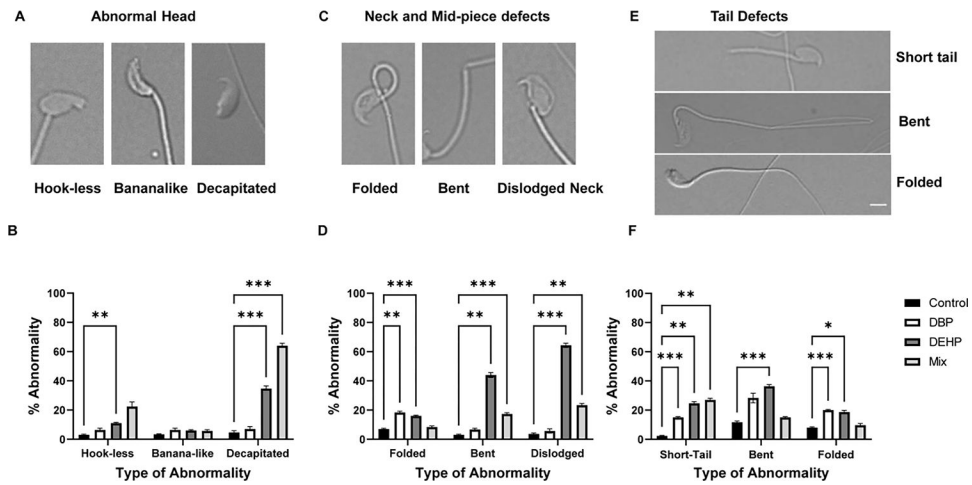 A
Abnormal Head
Hook-less
Bananalike
Decapitated
C
Neck and Mid-piece defects
Folded
Bent
Dislodged Neck
E
Tail Defects
Short tail
Bent
Folded
B
% Abnormality
100
80
60
40
20
0
**
***
***
Hook-less
Banana-like
Decapitated
Type of Abnormality
D
% Abnormality
100
80
60
40
20
0
***
**
***
**
**
***
Folded
Bent
Dislodged
Type of Abnormality
F
% Abnormality
100
80
60
40
20
0
**
**
***
***
*
***
Short-Tail
Bent
Folded
Type of Abnormality
Control
DBP
DEHP
Mix